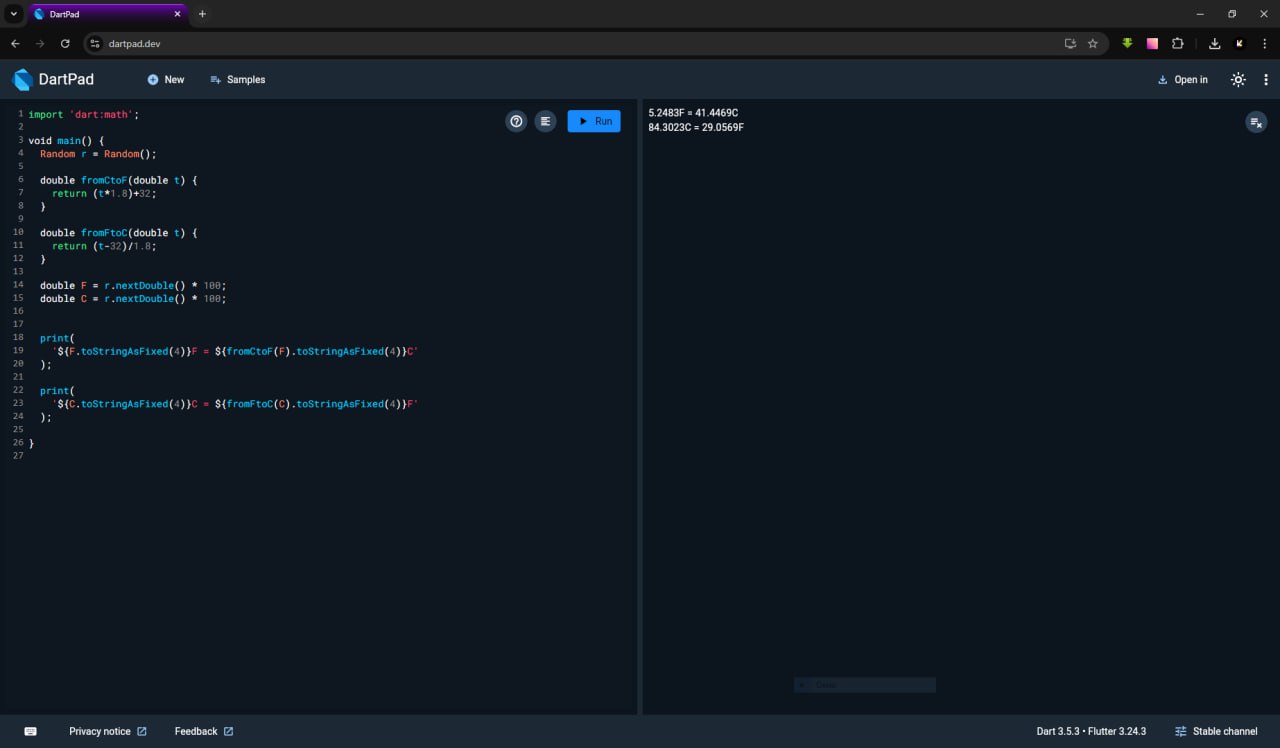 DartPad
dartpad.dev
DartPad
New
Samples
Open in
1 import 'dart:math';
2
3 void main() {
4 Random r = Random();
5
6 double fromCtoF(double t) {
7 return (t*1.8)+32;
8 }
9
10 double fromFtoC(double t) {
11 return (t-32)/1.8;
12 }
13
14 double F = r.nextDouble() * 100;
15 double C = r.nextDouble() * 100;
16
17
18 print(
19 '${F.toStringAsFixed(4)}F = ${fromCtoF(F).toStringAsFixed(4)}C'
20 );
21
22 print(
23 '${C.toStringAsFixed(4)}C = ${fromFtoC(C).toStringAsFixed(4)}F'
24 );
25
26 }
27
Run
5.2483F = 41.4469C
84.3023C = 29.0569F
Privacy notice
Feedback
Dart 3.5.3 • Flutter 3.24.3
Stable channel